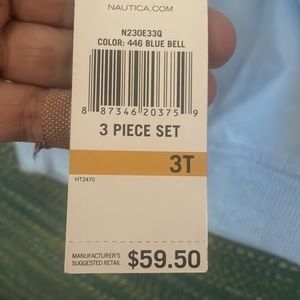 NAUTICA.COM
N230E33Q
COLOR: 446 BLUE BELL
8 87346 20375 9
3 PIECE SET
3T
HT2470
MANUFACTURER'S
SUGGESTED RETAIL $59.50